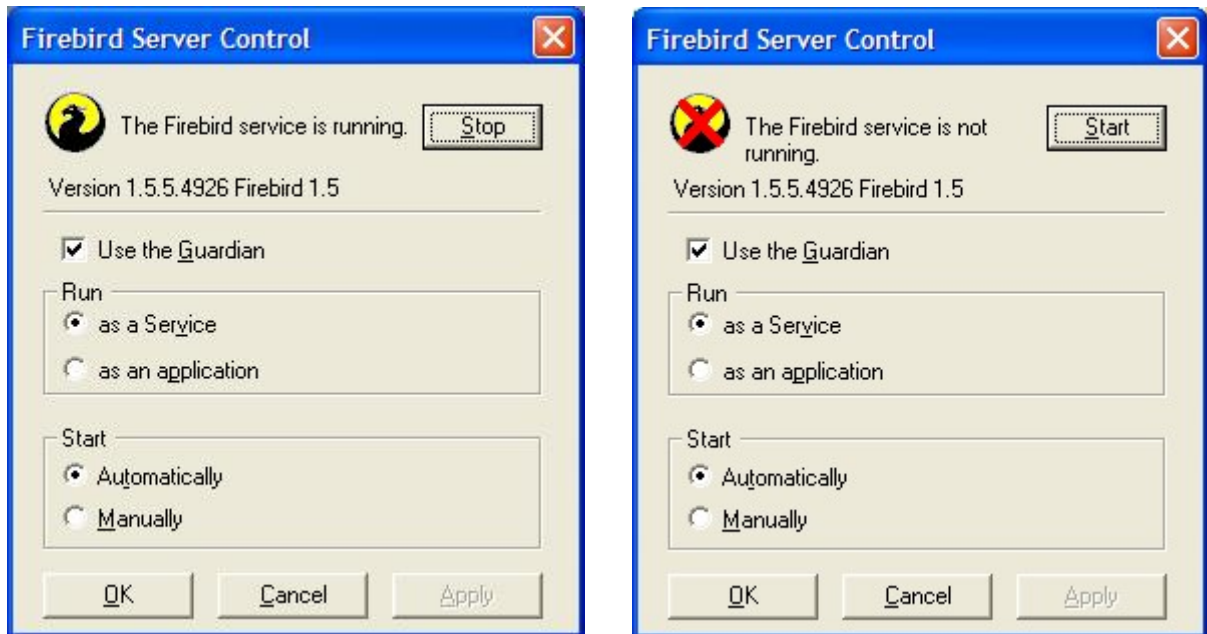 Firebird Server Control
The Firebird service is running.
Stop
Version 1.5.5.4926 Firebird 1.5
Use the Guardian
Run
as a Service
as an application
Start
Automatically
Manually
OK
Cancel
Apply
Firebird Server Control
The Firebird service is not
running.
Start
Version 1.5.5.4926 Firebird 1.5
Use the Guardian
Run
as a Service
as an application
Start
Automatically
Manually
OK
Cancel
Apply